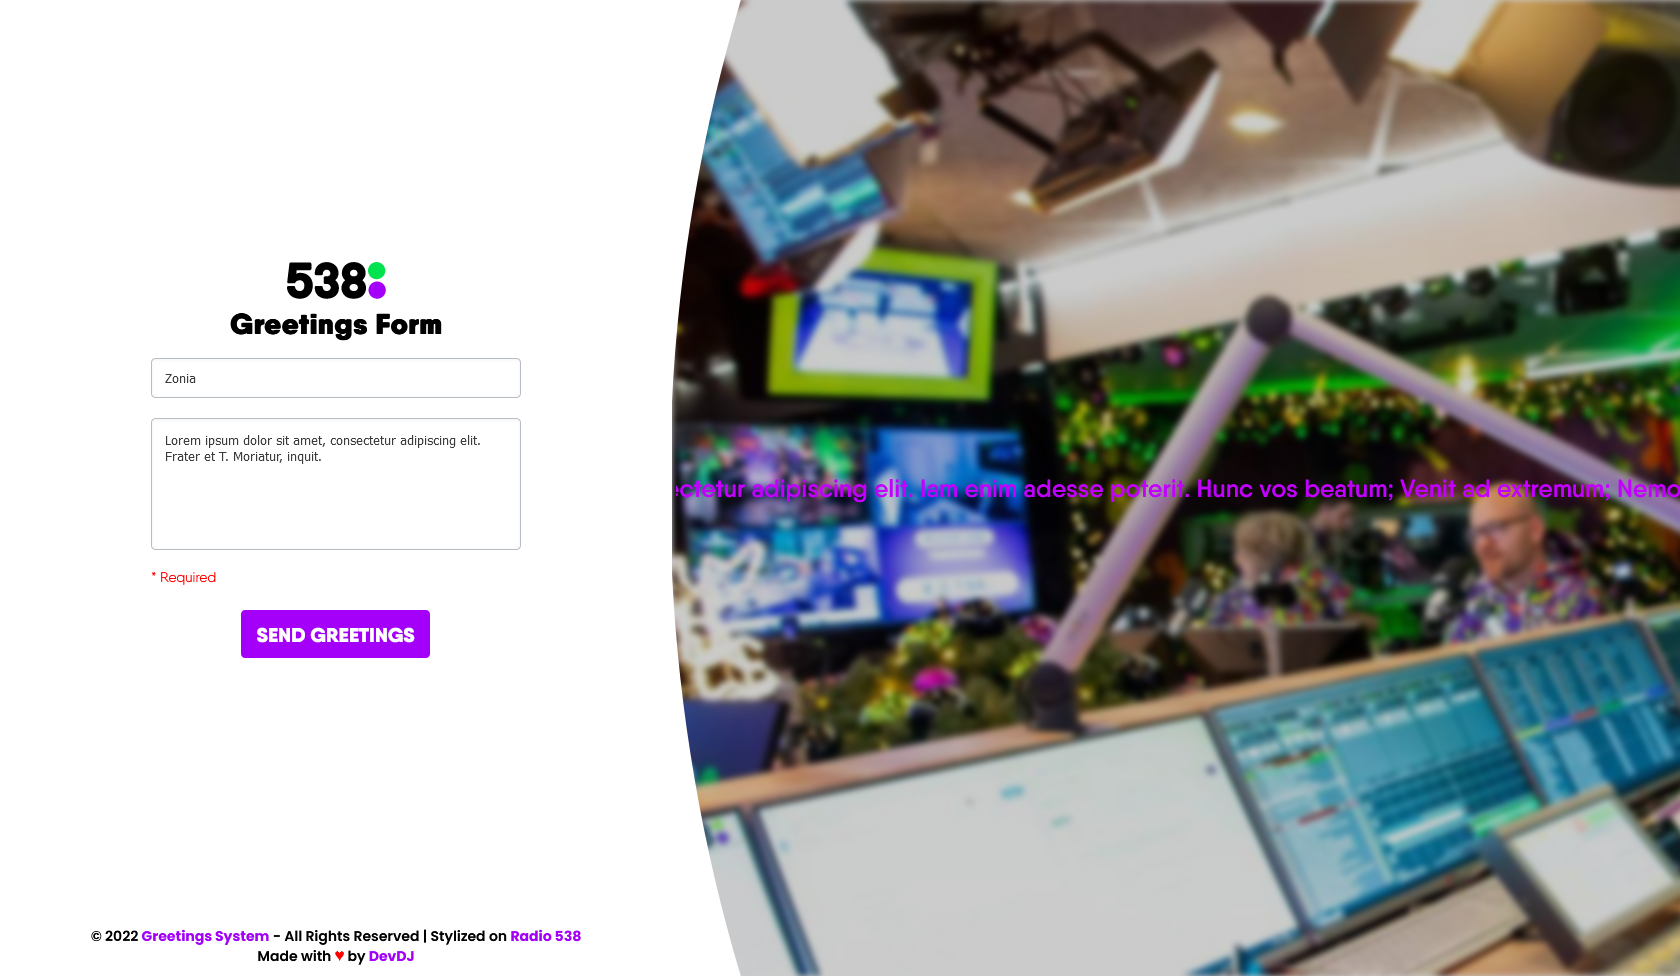 538
Greetings Form
Zonia
Lorem ipsum dolor sit amet, consectetur adipiscing elit.
Frater et T. Moriatur, inquit.
* Required
SEND GREETINGS
ectetur adipiscing elit. Iam enim adesse poterit. Hunc vos beatum; Venit ad extremum; Nemo
© 2022 Greetings System - All Rights Reserved | Stylized on Radio 538
Made with ♥ by DevDJ